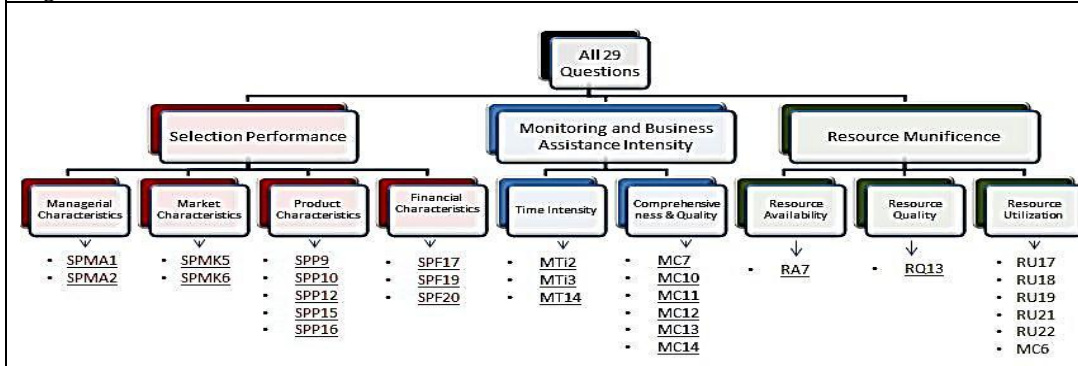 All 29
Questions
Selection Performance
Monitoring and Business
Assistance Intensity
Resource Munificence
Managerial
Characteristics
Market
Characteristics
Product
Characteristics
Financial
Characteristics
Time Intensity
Comprehensive
ness & Quality
Resource
Availability
Resource
Quality
Resource
Utilization
• SPMA1
• SPMA2
• SPMK5
• SPMK6
• SPP9
• SPP10
• SPP12
• SPP15
• SPP16
• SPF17
• SPF19
• SPF20
• MTi2
• MTi3
• MT14
• MC7
• MC10
• MC11
• MC12
• MC13
• MC14
• RA7
• RQ13
• RU17
• RU18
• RU19
• RU21
• RU22
• MC6